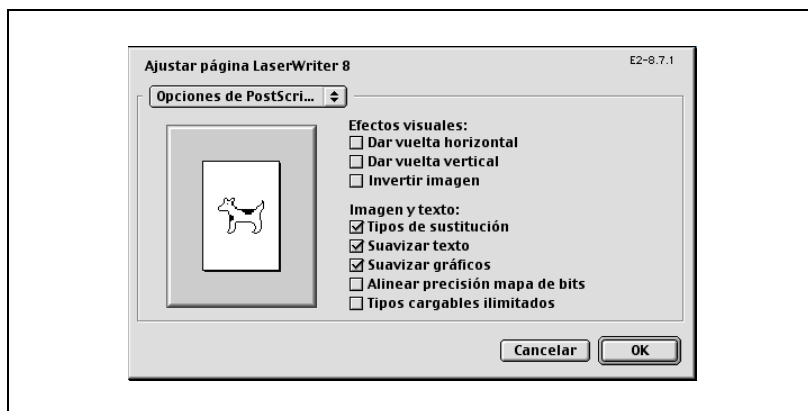 Ajustar página LaserWriter 8
E2-8.7.1
Opciones de PostScri...
Efectos visuales:
Dar vuelta horizontal
Dar vuelta vertical
Invertir imagen
Imagen y texto:
Tipos de sustitución
Suavizar texto
Suavizar gráficos
Alinear precisión mapa de bits
Tipos cargables ilimitados
Cancelar
OK